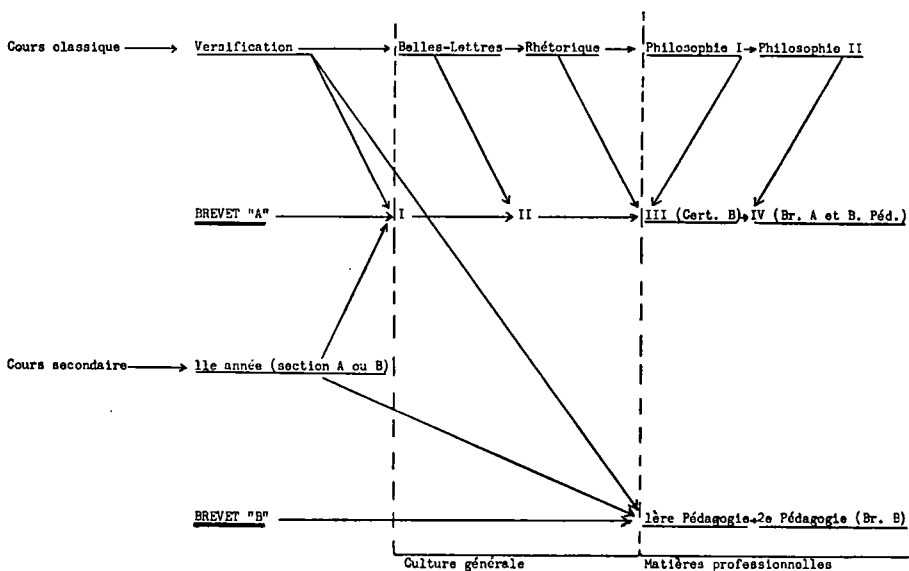 Cours classique Versification Belles-Lettres Rhétorique Philosophie I Philosophie II
BREVET "A" I II III (Cert. B) IV (Br. A et B. Péd.)
Cours secondaire 11e année (section A ou B)
BREVET "B" 1ère Pédagogie 2e Pédagogie (Br. B)
Culture générale Matières professionnelles